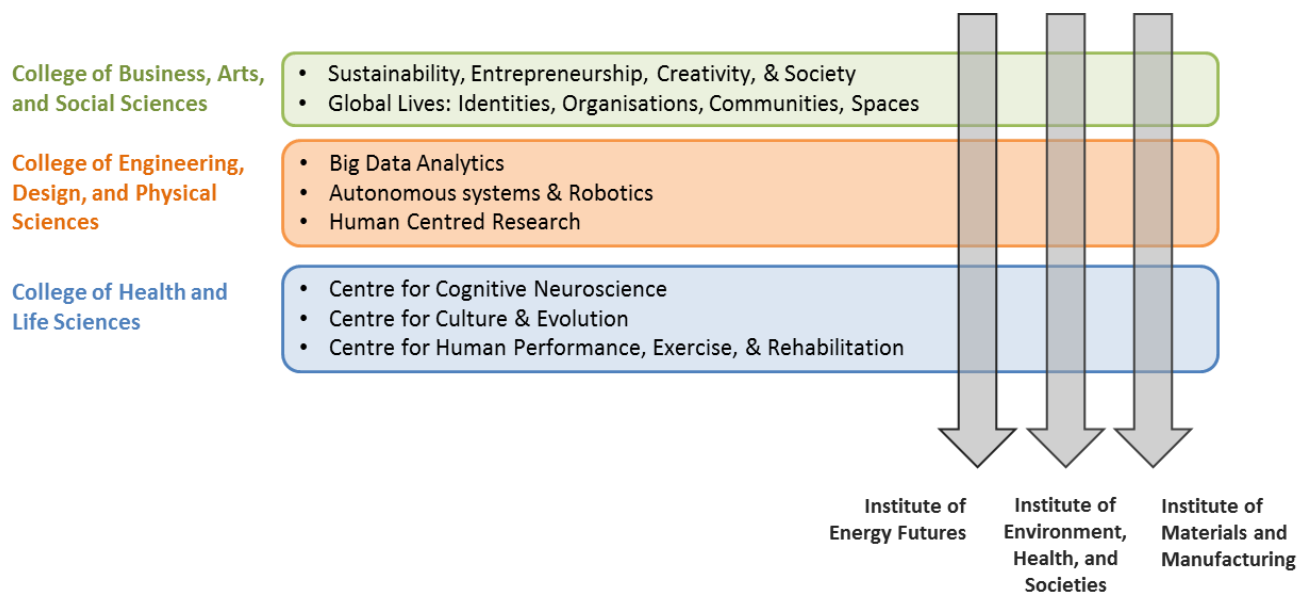 College of Business, Arts,
and Social Sciences
• Sustainability, Entrepreneurship, Creativity, & Society
• Global Lives: Identities, Organisations, Communities, Spaces
College of Engineering,
Design, and Physical
Sciences
• Big Data Analytics
• Autonomous systems & Robotics
• Human Centred Research
College of Health and
Life Sciences
• Centre for Cognitive Neuroscience
• Centre for Culture & Evolution
• Centre for Human Performance, Exercise, & Rehabilitation
Institute of
Energy Futures
Institute of
Environment,
Health, and
Societies
Institute of
Materials and
Manufacturing